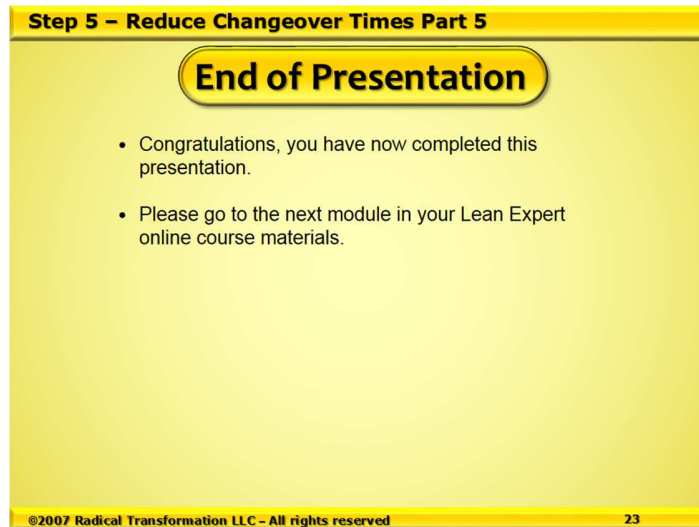 Step 5 – Reduce Changeover Times Part 5
End of Presentation
• Congratulations, you have now completed this
presentation.
• Please go to the next module in your Lean Expert
online course materials.
©2007 Radical Transformation LLC – All rights reserved
23